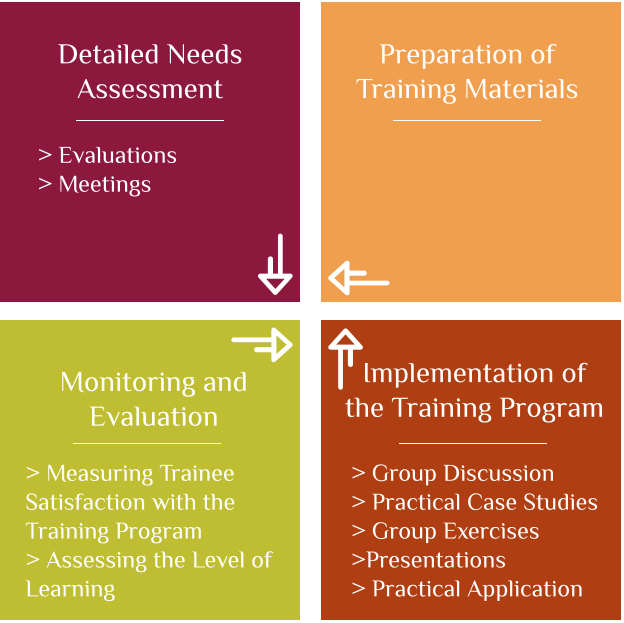 Detailed Needs
Assessment
> Evaluations
> Meetings
Preparation of
Training Materials
Monitoring and
Evaluation
> Measuring Trainee
Satisfaction with the
Training Program
> Assessing the Level of
Learning
Implementation of
the Training Program
> Group Discussion
> Practical Case Studies
> Group Exercises
>Presentations
> Practical Application